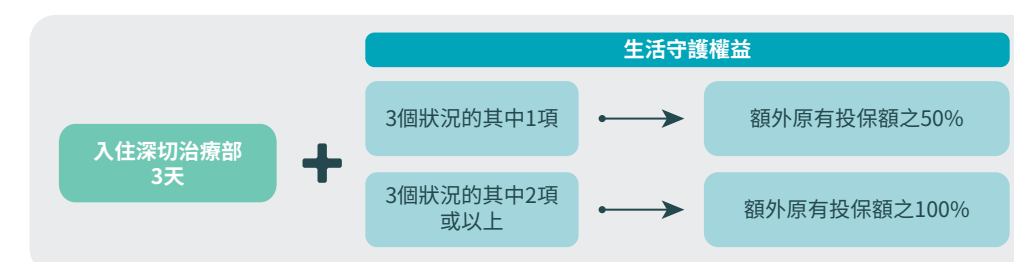 生活守護權益
入住深切治療部
3天
3個狀況的其中1項
額外原有投保額之50%
3個狀況的其中2項
或以上
額外原有投保額之100%